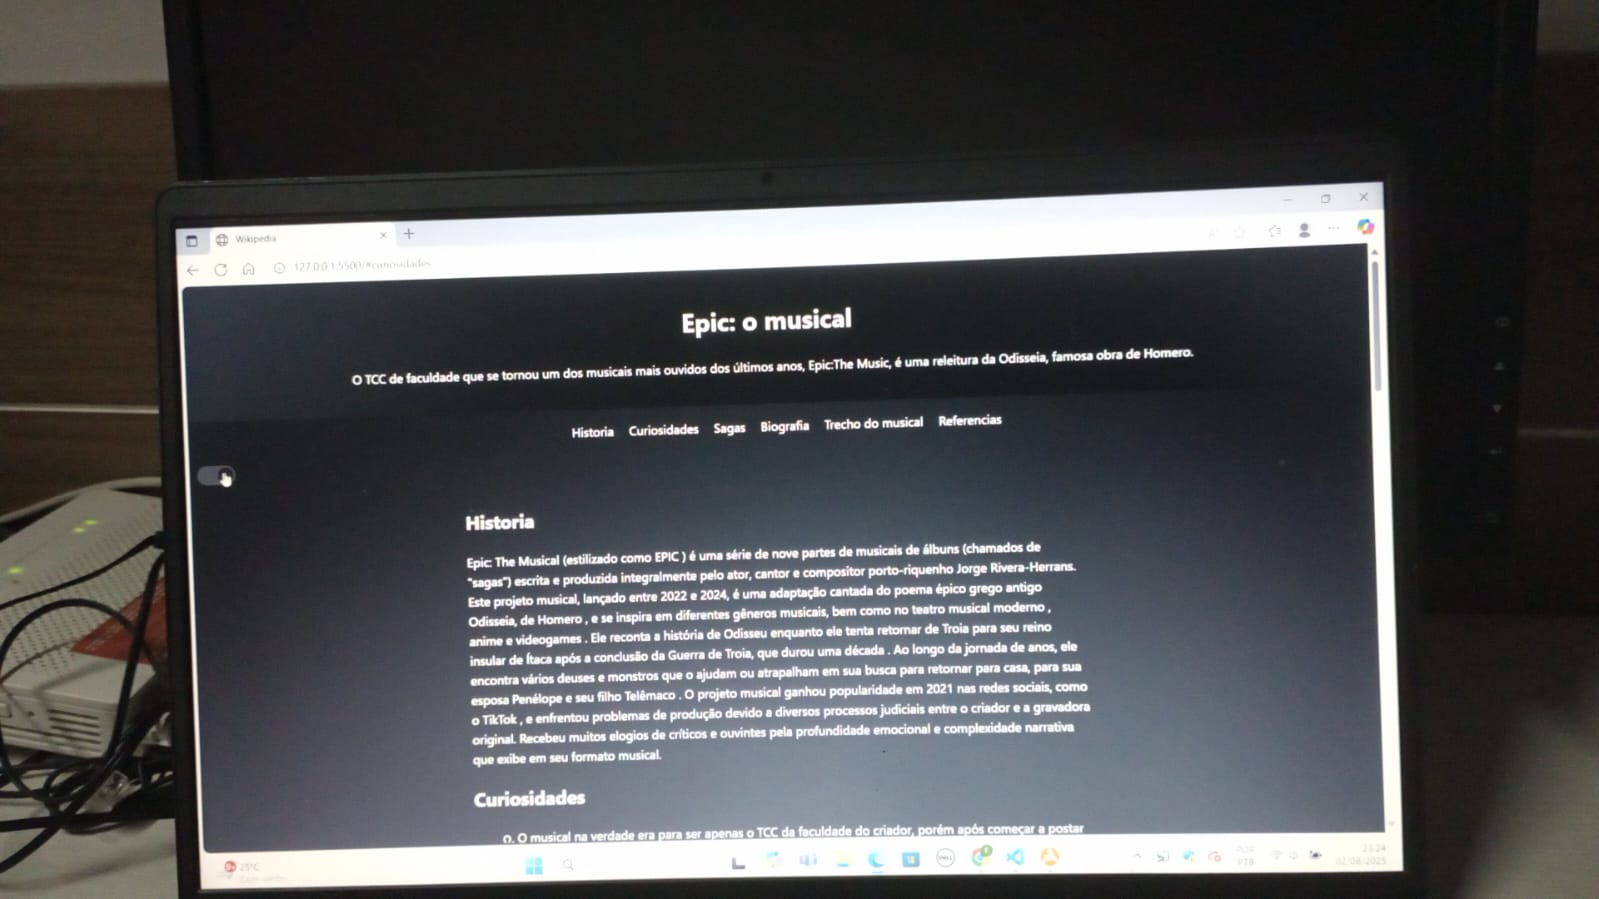 Wikipedia
127.0.0.1:5500/#curiosidades
Epic: o musical
O TCC de faculdade que se tornou um dos musicais mais ouvidos dos últimos anos, Epic:The Music, é uma releitura da Odisseia, famosa obra de Homero.
Historia Curiosidades Sagas Biografia Trecho do musical Referencias
Historia
Epic: The Musical (estilizado como EPIC ) é uma série de nove partes de musicais de álbuns (chamados de
"sagas") escrita e produzida integralmente pelo ator, cantor e compositor porto-riquenho Jorge Rivera-Herrans.
Este projeto musical, lançado entre 2022 e 2024, é uma adaptação cantada do poema épico grego antigo
Odisseia, de Homero , e se inspira em diferentes gêneros musicais, bem como no teatro musical moderno ,
anime e videogames . Ele reconta a história de Odisseu enquanto ele tenta retornar de Troia para seu reino
insular de Ítaca após a conclusão da Guerra de Troia, que durou uma década . Ao longo da jornada de anos, ele
encontra vários deuses e monstros que o ajudam ou atrapalham em sua busca para retornar para casa, para sua
esposa Penélope e seu filho Telêmaco . O projeto musical ganhou popularidade em 2021 nas redes sociais, como
o TikTok , e enfrentou problemas de produção devido a diversos processos judiciais entre o criador e a gravadora
original. Recebeu muitos elogios de críticos e ouvintes pela profundidade emocional e complexidade narrativa
que exibe em seu formato musical.
Curiosidades
0. O musical na verdade era para ser apenas o TCC da faculdade do criador, porém após começar a postar
25°C
DELL
POR
PTB
23:24
02/08/2025